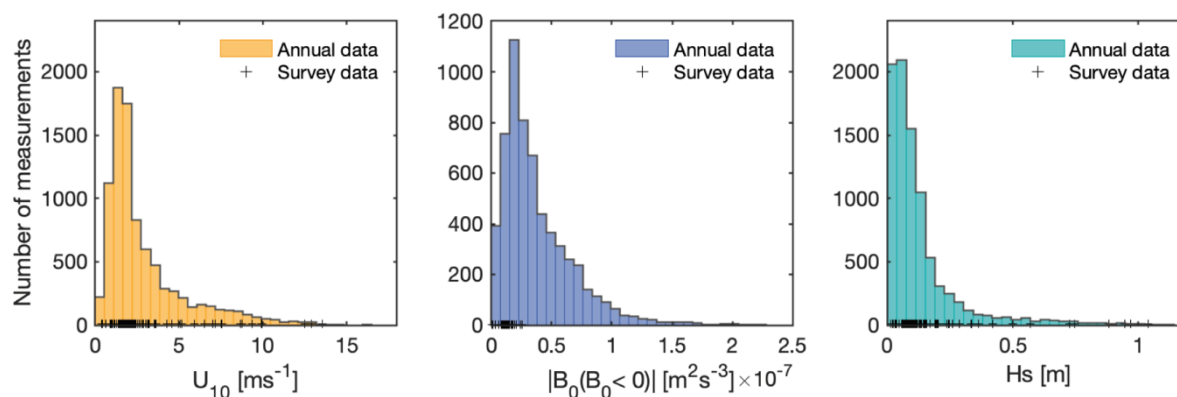 Number of measurements
2000
1500
1000
500
0
0 5 10 15
U₁₀ [ms⁻¹]
Annual data
+ Survey data
1200
1000
800
600
400
200
0
0 0.5 1 1.5 2 2.5
|B₀(B₀< 0)| [m²s⁻³]×10⁻⁷
Annual data
+ Survey data
2000
1500
1000
500
0
0 0.5 1
Hs [m]
Annual data
+ Survey data